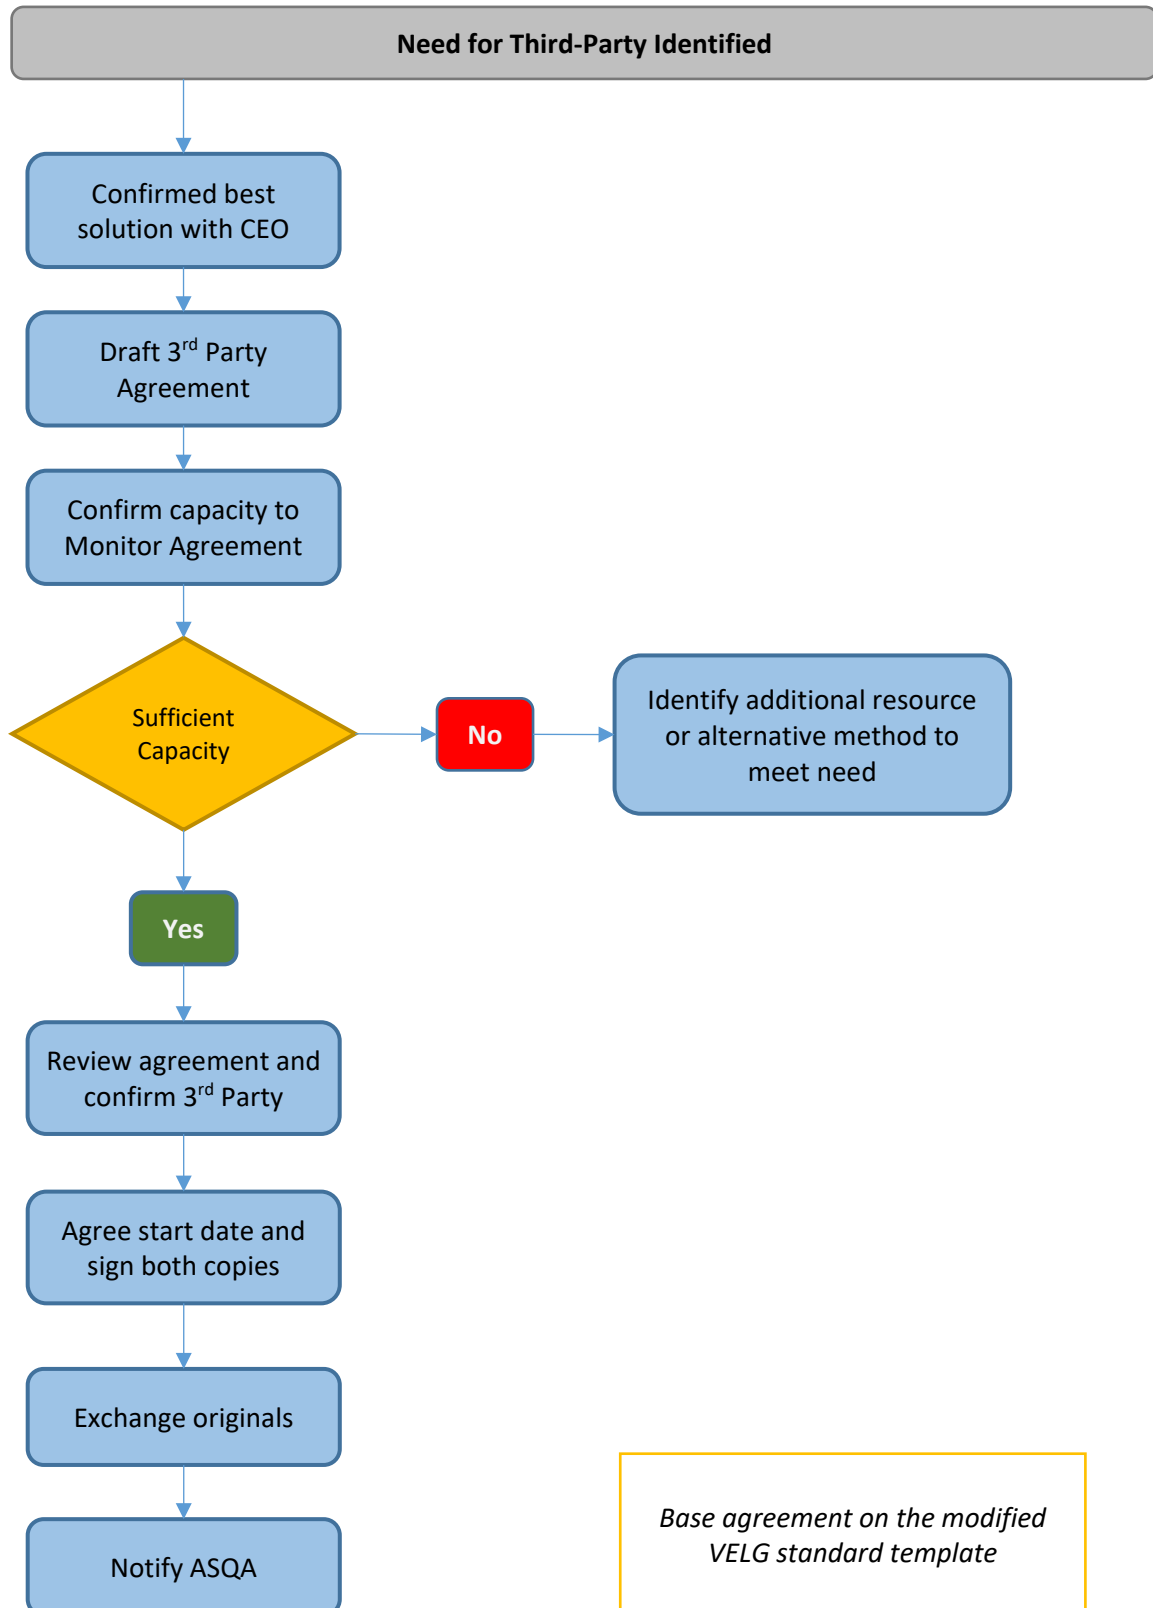 Need for Third-Party Identified
Confirmed best
solution with CEO
Draft 3rd Party
Agreement
Confirm capacity to
Monitor Agreement
Sufficient
Capacity
No
Identify additional resource
or alternative method to
meet need
Yes
Review agreement and
confirm 3rd Party
Agree start date and
sign both copies
Exchange originals
Notify ASQA
Base agreement on the modified
VELG standard template